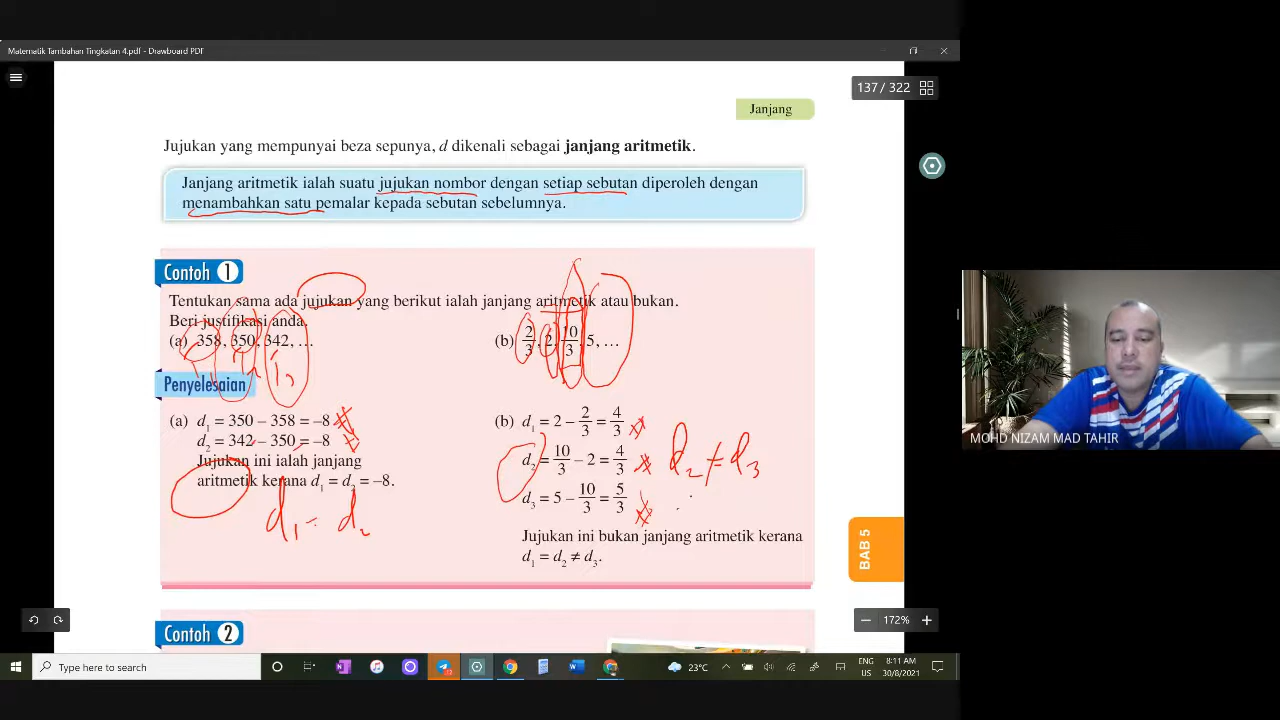 Matematik Tambahan Tingkatan 4.pdf - Drawboard PDF
137 / 322
Janjang
Jujukan yang mempunyai beza sepunya, d dikenali sebagai janjang aritmetik.
Janjang aritmetik ialah suatu jujukan nombor dengan setiap sebutan diperoleh dengan
menambahkan satu pemalar kepada sebutan sebelumnya.
Contoh 1
Tentukan sama ada jujukan yang berikut ialah janjang aritmetik atau bukan.
Beri justifikasi anda.
(a) 358, 350, 342, …
(b) 2/3, 2, 10/3, 5, …
Penyelesaian
(a) d₁ = 350 – 358 = –8
d₂ = 342 – 350 = –8
Jujukan ini ialah janjang
aritmetik kerana d₁ = d₂ = –8.
d₁ = d₂
(b) d₁ = 2 – 2/3 = 4/3
d₂ = 10/3 – 2 = 4/3
d₃ = 5 – 10/3 = 5/3
d₂ ≠ d₃
Jujukan ini bukan janjang aritmetik kerana
d₁ = d₂ ≠ d₃.
BAB 5
Contoh 2
172%
MOHD NIZAM MAD TAHIR
Type here to search
23°C
ENG
US
8:11 AM
30/8/2021